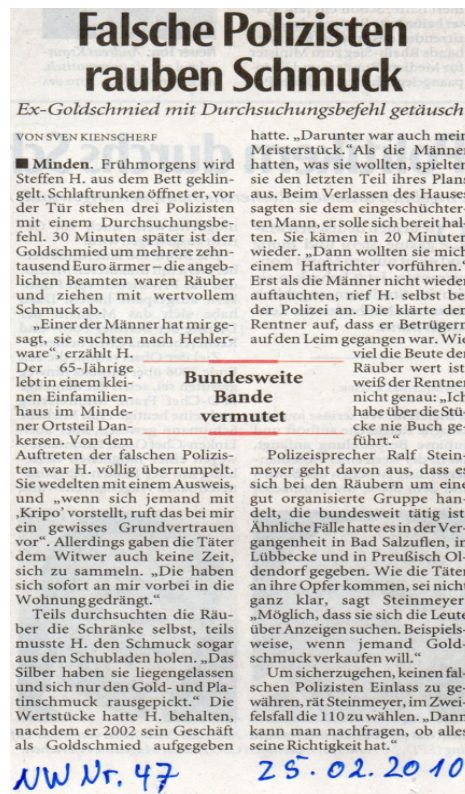 Falsche Polizisten
rauben Schmuck
Ex-Goldschmied mit Durchsuchungsbefehl getäuscht
VON SVEN KIENSCHERF
■ Minden. Frühmorgens wird
Steffen H. aus dem Bett geklin-
gelt. Schlaftrunken öffnet er, vor
der Tür stehen drei Polizisten
mit einem Durchsuchungsbe-
fehl. 30 Minuten später ist der
Goldschmied um mehrere zehn-
tausend Euro ärmer – die angeb-
lichen Beamten waren Räuber
und ziehen mit wertvollem
Schmuck ab.
„Einer der Männer hat mir ge-
sagt, sie suchten nach Hehler-
ware“, erzählt H.
Der 65-Jährige
lebt in einem klei-
nen Einfamilien-
haus im Minde-
ner Ortsteil Dan-
kersen. Von dem
Auftreten der falschen Polizis-
ten war H. völlig überrumpelt.
Sie wedelten mit einem Ausweis,
und „wenn sich jemand mit
‚Kripo‘ vorstellt, ruft das bei mir
ein gewisses Grundvertrauen
vor“. Allerdings gaben die Täter
dem Witwer auch keine Zeit,
sich zu sammeln. „Die haben
sich sofort an mir vorbei in die
Wohnung gedrängt.“
Teils durchsuchten die Räu-
ber die Schränke selbst, teils
musste H. den Schmuck sogar
aus den Schubladen holen. „Das
Silber haben sie liegengelassen
und sich nur den Gold- und Pla-
tinschmuck rausgepickt.“ Die
Wertstücke hatte H. behalten,
nachdem er 2002 sein Geschäft
als Goldschmied aufgegeben
Bundesweite
Bande
vermutet
hatte. „Darunter war auch mein
Meisterstück.“ Als die Männer
hatten, was sie wollten, spielten
sie den letzten Teil ihres Plans
aus. Beim Verlassen des Hauses
sagten sie dem eingeschüchter-
ten Mann, er solle sich bereit hal-
ten. Sie kämen in 20 Minuten
wieder. „Dann wollten sie mich
einem Haftrichter vorführen.“
Erst als die Männer nicht wieder
auftauchten, rief H. selbst bei
der Polizei an. Die klärte den
Rentner auf, dass er Betrügern
auf den Leim gegangen war. Wie
viel die Beute der
Räuber wert ist,
weiß der Rentner
nicht genau: „Ich
habe über die Stü-
cke nie Buch ge-
führt.“
Polizeisprecher Ralf Stein-
meyer geht davon aus, dass es
sich bei den Räubern um eine
gut organisierte Gruppe han-
delt, die bundesweit tätig ist.
Ähnliche Fälle hatte es in der Ver-
gangenheit in Bad Salzuflen, in
Lübbecke und in Preußisch Ol-
dendorf gegeben. Wie die Täter
an ihre Opfer kommen, sei nicht
ganz klar, sagt Steinmeyer.
„Möglich, dass sie sich die Leute
über Anzeigen suchen. Beispiels-
weise, wenn jemand Gold-
schmuck verkaufen will.“
Um sicherzugehen, keinen fal-
schen Polizisten Einlass zu ge-
währen, rät Steinmeyer, im Zwei-
felsfall die 110 zu wählen. „Dann
kann man nachfragen, ob alles
seine Richtigkeit hat.“
NW Nr. 47 25.02.2010